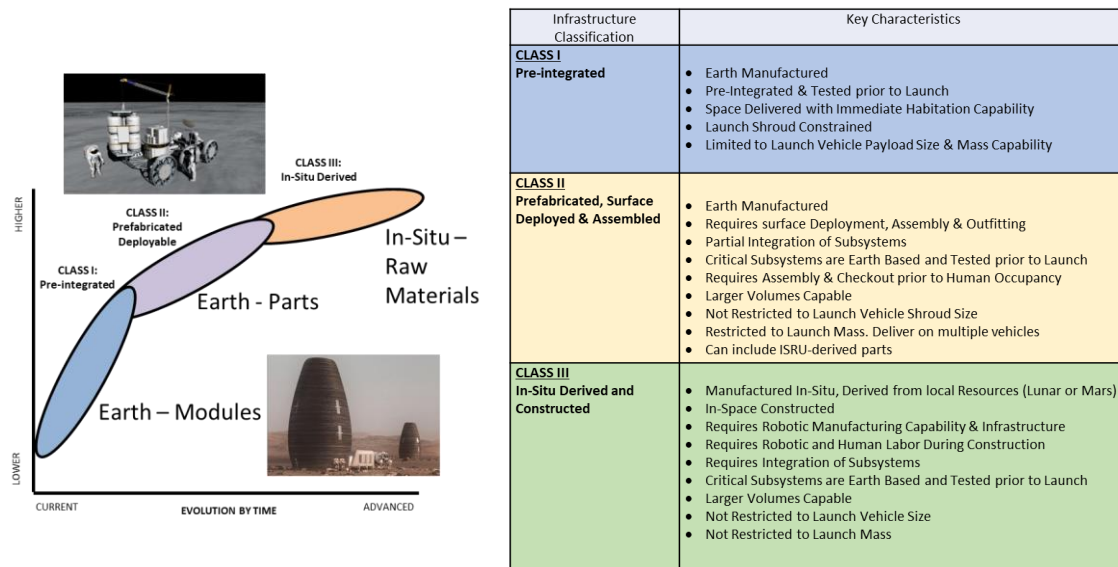 HIGHER
LOWER
CLASS III:
In-Situ Derived
CLASS II:
Prefabricated
Deployable
CLASS I:
Pre-integrated
In-Situ –
Raw
Materials
Earth - Parts
Earth – Modules
CURRENT
EVOLUTION BY TIME
ADVANCED
Infrastructure
Classification
Key Characteristics
CLASS I
Pre-integrated
• Earth Manufactured
• Pre-Integrated & Tested prior to Launch
• Space Delivered with Immediate Habitation Capability
• Launch Shroud Constrained
• Limited to Launch Vehicle Payload Size & Mass Capability
CLASS II
Prefabricated, Surface
Deployed & Assembled
• Earth Manufactured
• Requires surface Deployment, Assembly & Outfitting
• Partial Integration of Subsystems
• Critical Subsystems are Earth Based and Tested prior to Launch
• Requires Assembly & Checkout prior to Human Occupancy
• Larger Volumes Capable
• Not Restricted to Launch Vehicle Shroud Size
• Restricted to Launch Mass. Deliver on multiple vehicles
• Can include ISRU-derived parts
CLASS III
In-Situ Derived and
Constructed
• Manufactured In-Situ, Derived from local Resources (Lunar or Mars)
• In-Space Constructed
• Requires Robotic Manufacturing Capability & Infrastructure
• Requires Robotic and Human Labor During Construction
• Requires Integration of Subsystems
• Critical Subsystems are Earth Based and Tested prior to Launch
• Larger Volumes Capable
• Not Restricted to Launch Vehicle Size
• Not Restricted to Launch Mass